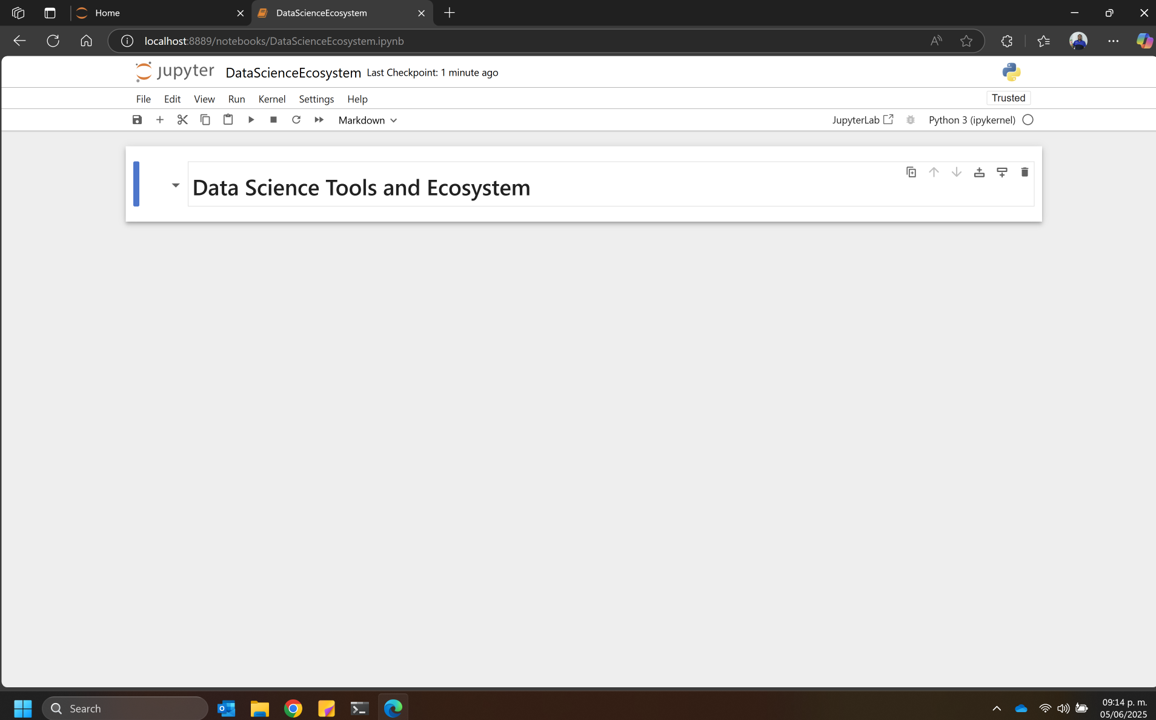 Home
DataScienceEcosystem
localhost:8889/notebooks/DataScienceEcosystem.ipynb
jupyter DataScienceEcosystem Last Checkpoint: 1 minute ago
File Edit View Run Kernel Settings Help
Trusted
Markdown
JupyterLab
Python 3 (ipykernel)
Data Science Tools and Ecosystem
Search
09:14 p. m.
05/06/2025